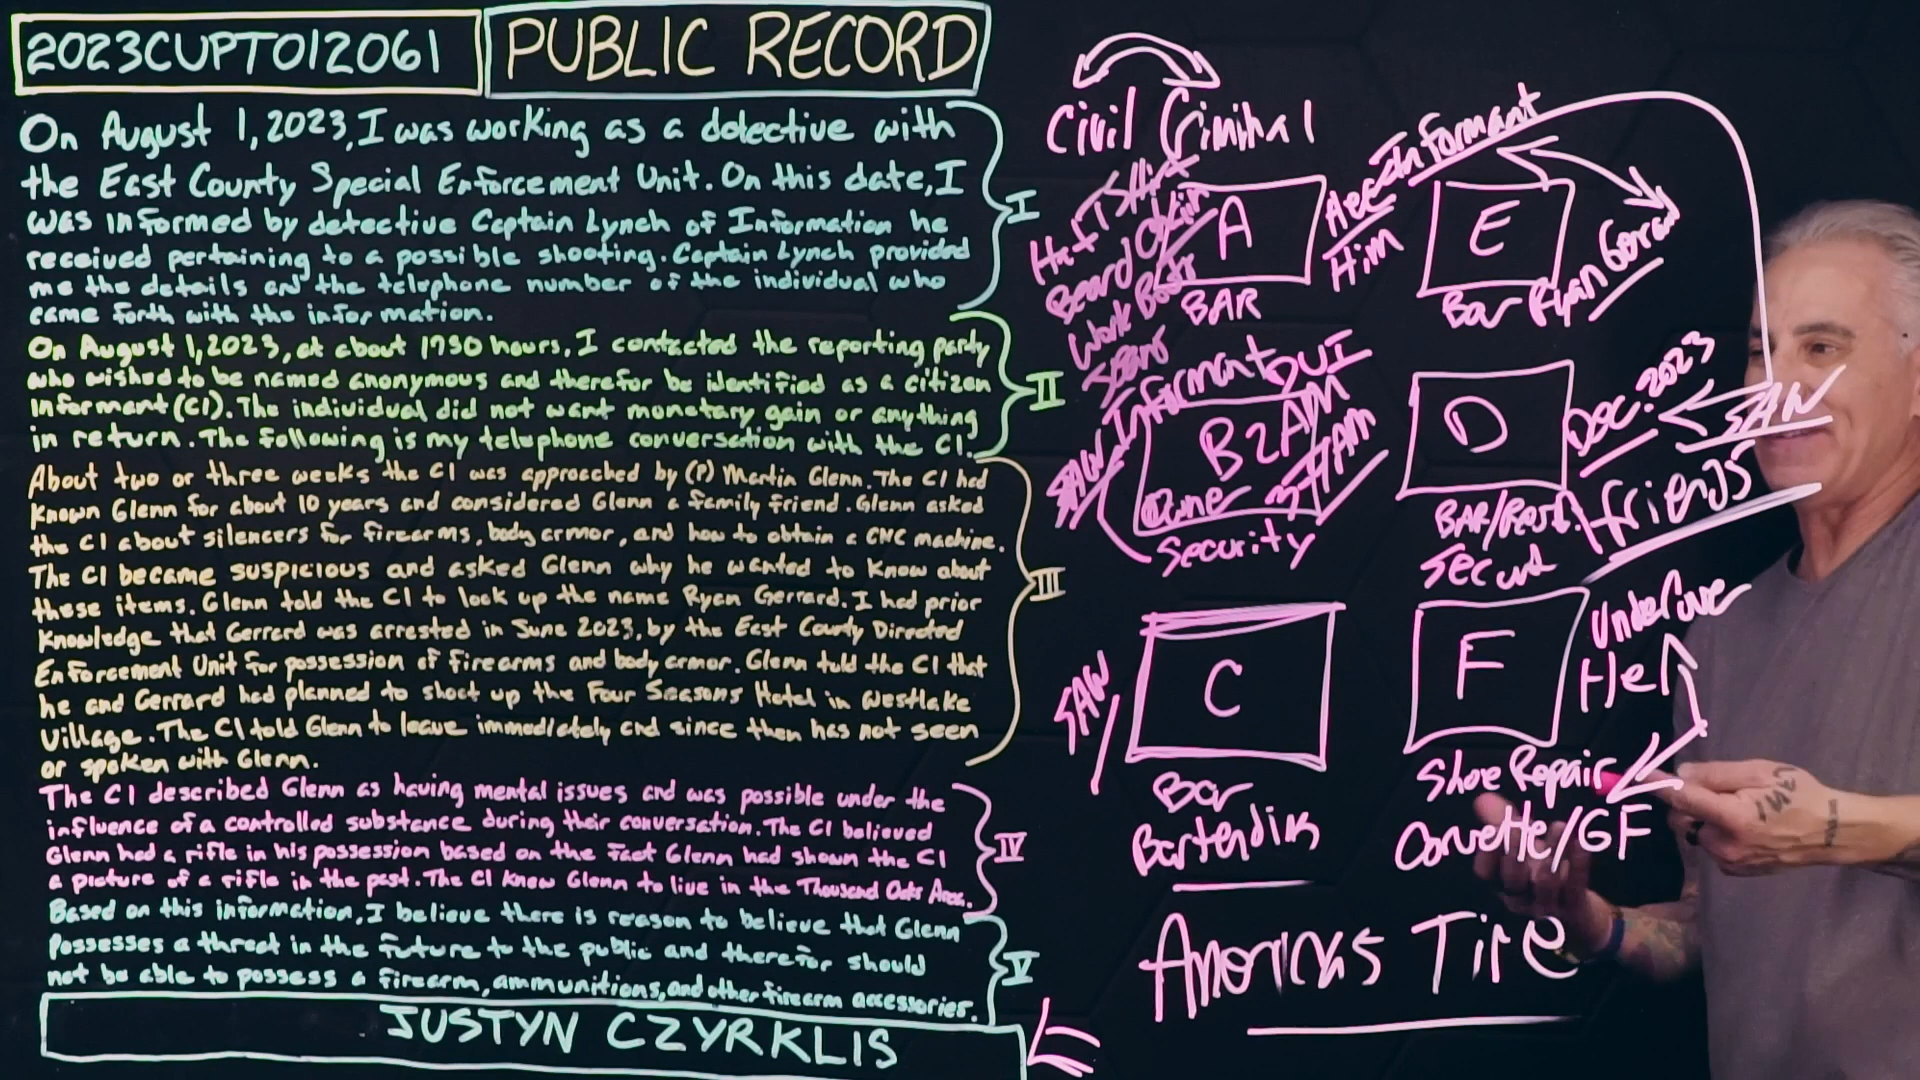 2023CUPT012061
PUBLIC RECORD
On August 1, 2023, I was working as a detective with
the East County Special Enforcement Unit. On this date, I
was informed by detective Captain Lynch of Information he
received pertaining to a possible shooting. Captain Lynch provided
me the details and the telephone number of the individual who
came forth with the information.
I
On August 1, 2023, at about 1730 hours, I contacted the reporting party
who wished to be named anonymous and therefor be identified as a citizen
Informant (CI). The individual did not want monetary gain or anything
in return. The following is my telephone conversation with the CI.
II
About two or three weeks the CI was approached by (P) Martin Glenn. The CI had
known Glenn for about 10 years and considered Glenn a family friend. Glenn asked
the CI about silencers for firearms, body armor, and how to obtain a CNC machine.
The CI became suspicious and asked Glenn why he wanted to know about
these items. Glenn told the CI to look up the name Ryan Gerrard. I had prior
knowledge that Gerrard was arrested in June 2023, by the East County Directed
Enforcement Unit for possession of firearms and body armor. Glenn told the CI that
he and Gerrard had planned to shoot up the Four Seasons Hotel in Westlake
Village. The CI told Glenn to leave immediately and since then has not seen
or spoken with Glenn.
III
The CI described Glenn as having mental issues and was possible under the
influence of a controlled substance during their conversation. The CI believed
Glenn had a rifle in his possession based on the fact Glenn had shown the CI
a picture of a rifle in the past. The CI knew Glenn to live in the Thousand Oaks Area.
IV
Based on this information, I believe there is reason to believe that Glenn
Possesses a threat in the future to the public and therefor should
not be able to possess a firearm, ammunitions, and other firearm accessories.
V
JUSTYN CZYRKLIS
Civil Criminal
Hat TShirt
Beard
Work Boots
A
BAR
Him
Informant
E
Bar Ryan
Informant DUI
SAW
B 2AM
Owner 3-7AM
Security
D
Dec. 2023
SAW
BAR/Rest.
friends
SAW
C
Bar
Bartending
F
Undercover
Shoe Repair
Corvette/GF
Americas Tire